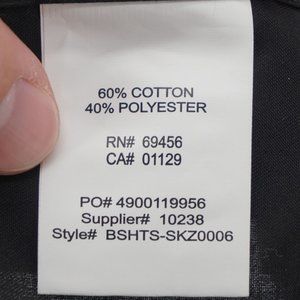 60% COTTON
40% POLYESTER
RN# 69456
CA# 01129
PO# 4900119956
Supplier# 10238
Style# BSHTS-SKZ0006